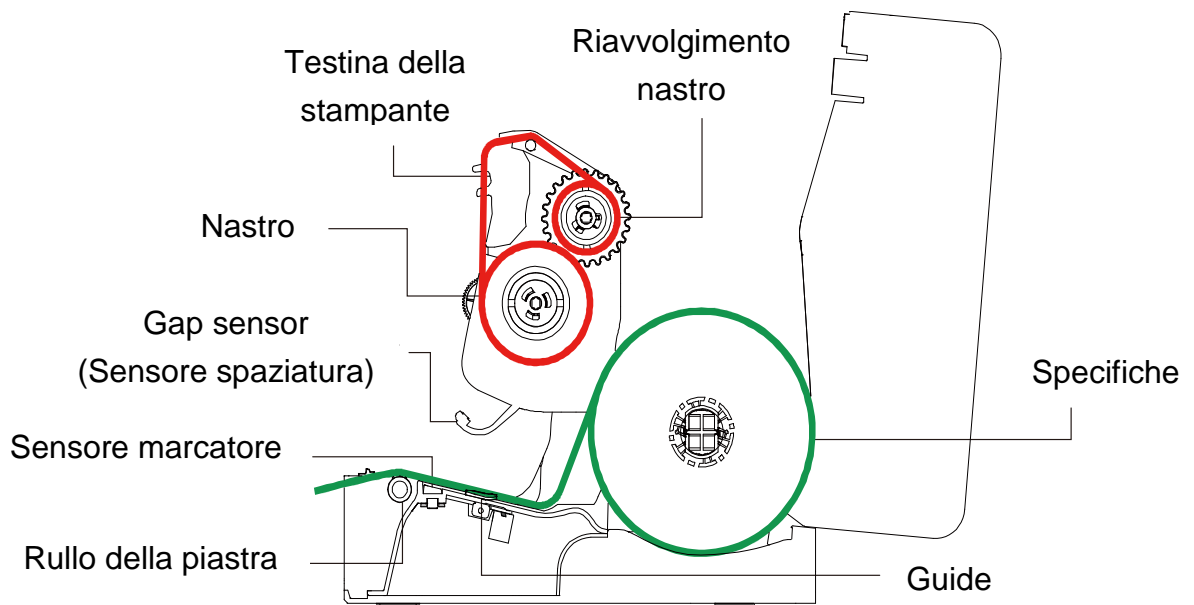 Testina della
stampante
Riavvolgimento
nastro
Nastro
Gap sensor
(Sensore spaziatura)
Specifiche
Sensore marcatore
Rullo della piastra
Guide